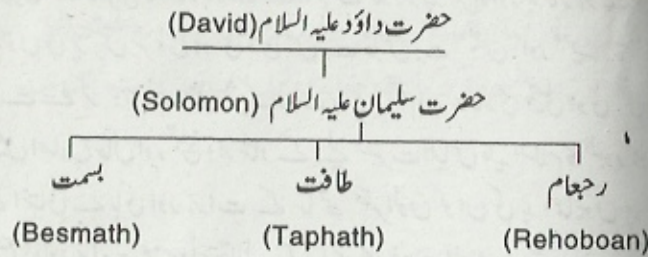 حضرت داؤد علیہ السلام (David)
حضرت سلیمان علیہ السلام (Solomon)
رحبعام طافت بسمت
(Rehoboan) (Taphath) (Besmath)